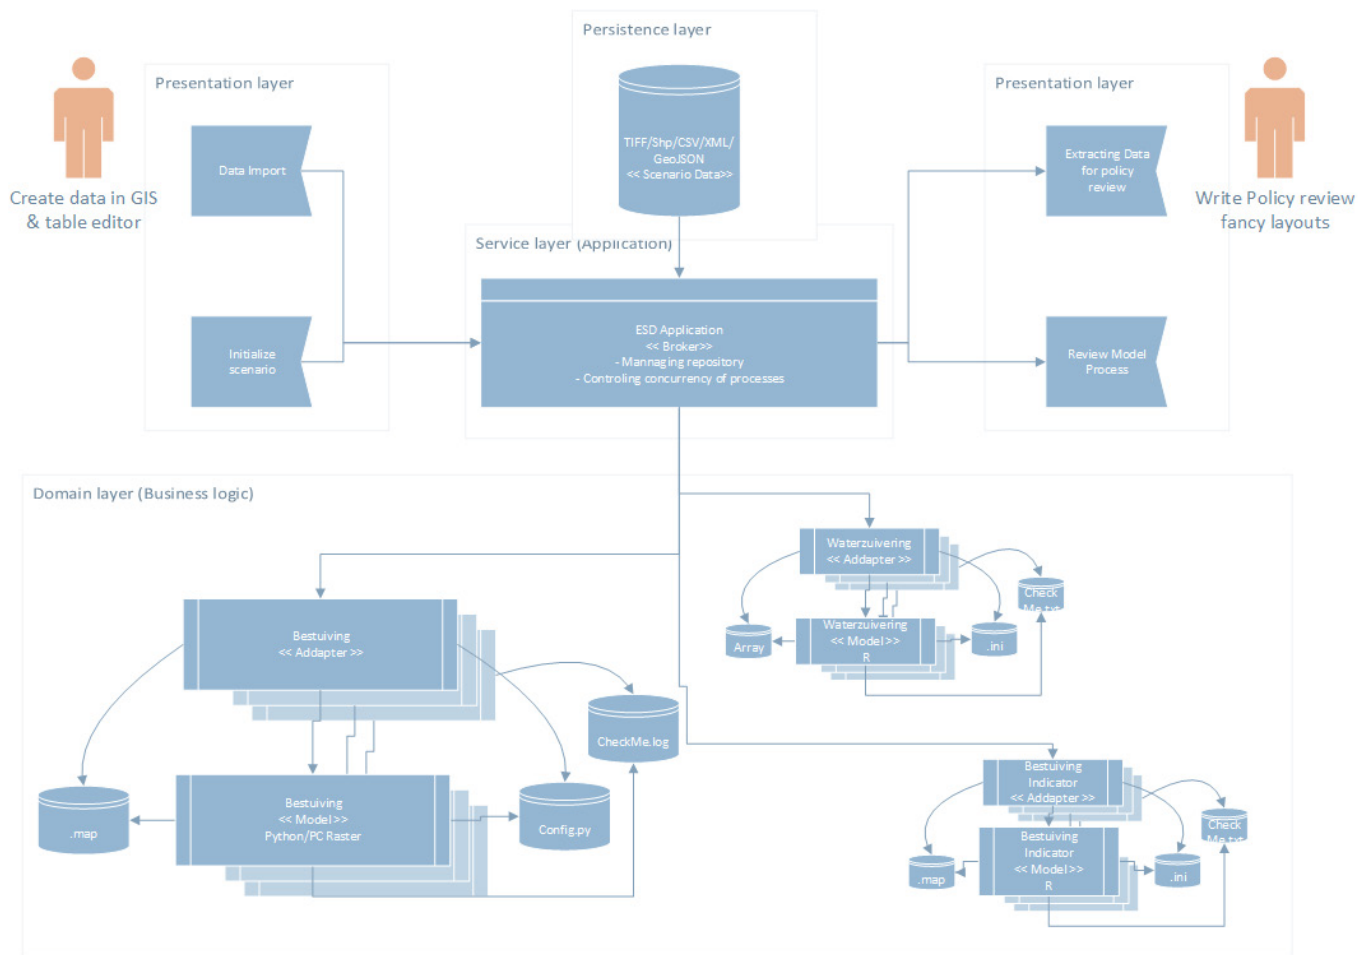 Persistence layer
TIFF/Shp/CSV/XML/
GeoJSON
<< Scenario Data>>
Presentation layer
Data Import
Initialize
scenario
Create data in GIS
& table editor
Service layer (Application)
ESD Application
<< Broker>>
- Mannaging repository
- Controling concurrency of processes
Presentation layer
Extracting Data
for policy
review
Review Model
Process
Write Policy review
fancy layouts
Domain layer (Business logic)
Bestuiving
<< Addapter >>
Bestuiving
<< Model >>
Python/PC Raster
.map
Config.py
CheckMe.log
Waterzuivering
<< Addapter >>
Waterzuivering
<< Model >>
R
Array
.ini
Check
Me.txt
Bestuiving
Indicator
<< Addapter >>
Bestuiving
Indicator
<< Model >>
R
.map
.ini
Check
Me.txt